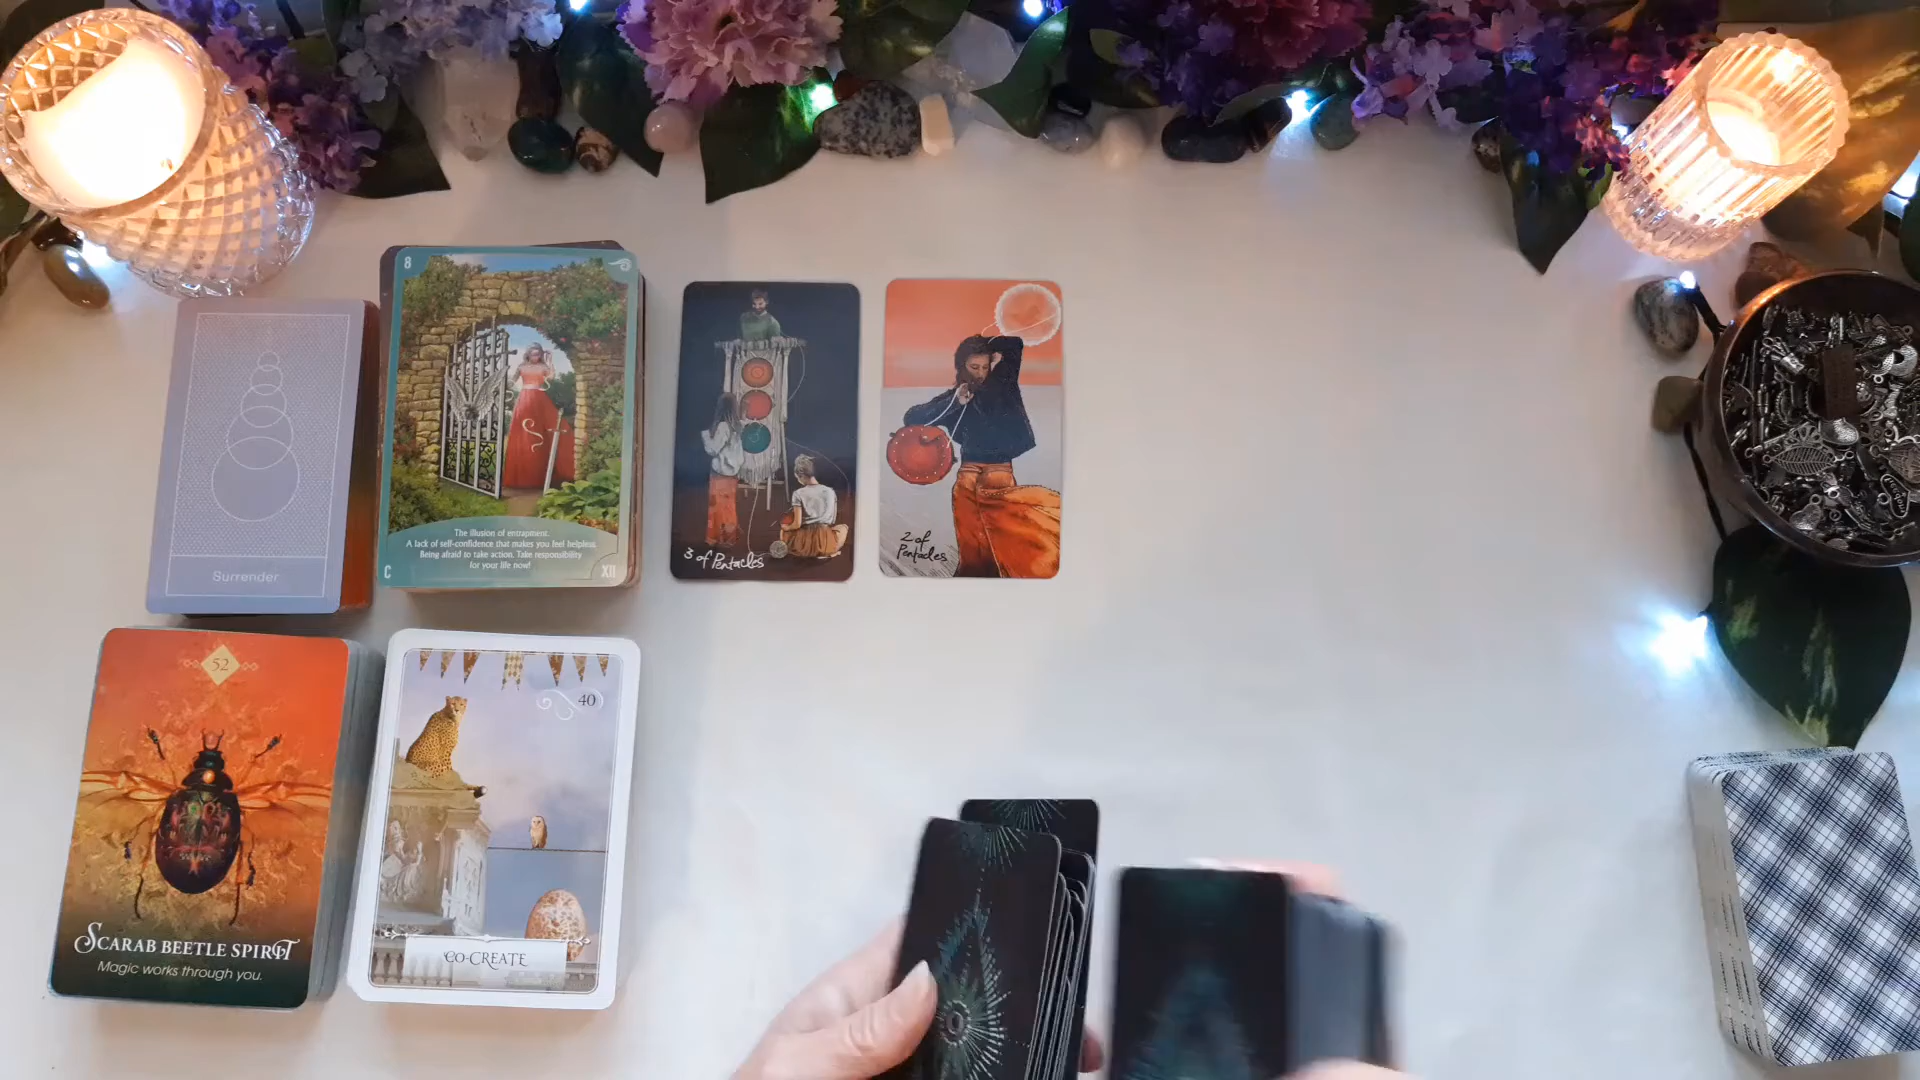 Surrender
8
The illusion of entrapment.
A lack of self-confidence that makes you feel helpless.
Being afraid to take action. Take responsibility
for your life now!
C
XII
3 of Pentacles
2 of
Pentacles
52
SCARAB BEETLE SPIRIT
Magic works through you.
40
CO-CREATE